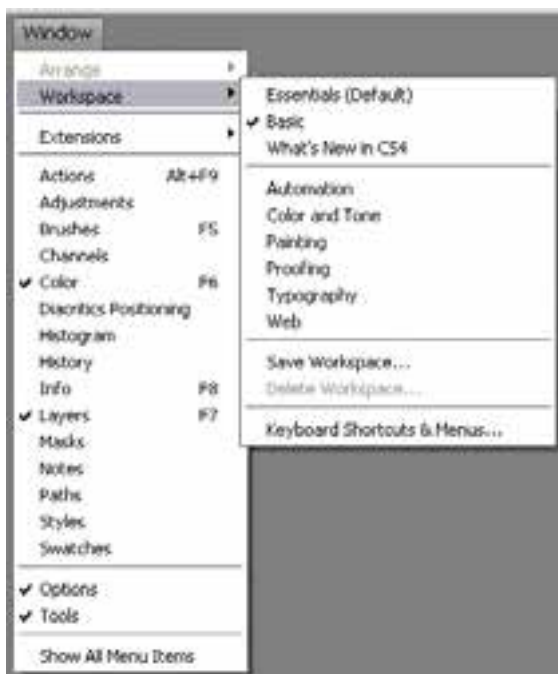 Window
Arrange
Workspace
Extensions
Actions Alt+F9
Adjustments
Brushes F5
Channels
Color F6
Diacritics Positioning
Histogram
History
Info F8
Layers F7
Masks
Notes
Paths
Styles
Swatches
Options
Tools
Show All Menu Items
Essentials (Default)
Basic
What's New in CS4
Automation
Color and Tone
Painting
Proofing
Typography
Web
Save Workspace...
Delete Workspace...
Keyboard Shortcuts & Menus...